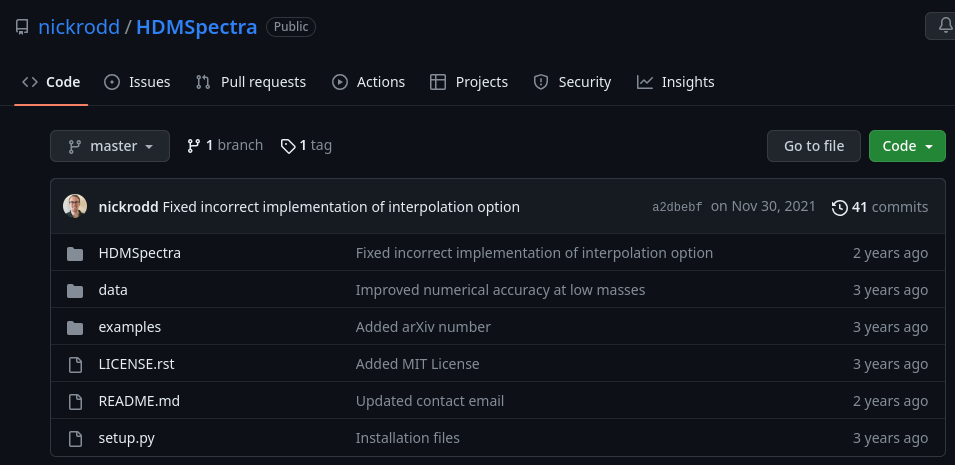 nickrodd / HDMSpectra Public
Code Issues Pull requests Actions Projects Security Insights
master 1 branch 1 tag Go to file Code
nickrodd Fixed incorrect implementation of interpolation option a2dbebf on Nov 30, 2021 41 commits
HDMSpectra Fixed incorrect implementation of interpolation option 2 years ago
data Improved numerical accuracy at low masses 3 years ago
examples Added arXiv number 3 years ago
LICENSE.rst Added MIT License 3 years ago
README.md Updated contact email 2 years ago
setup.py Installation files 3 years ago